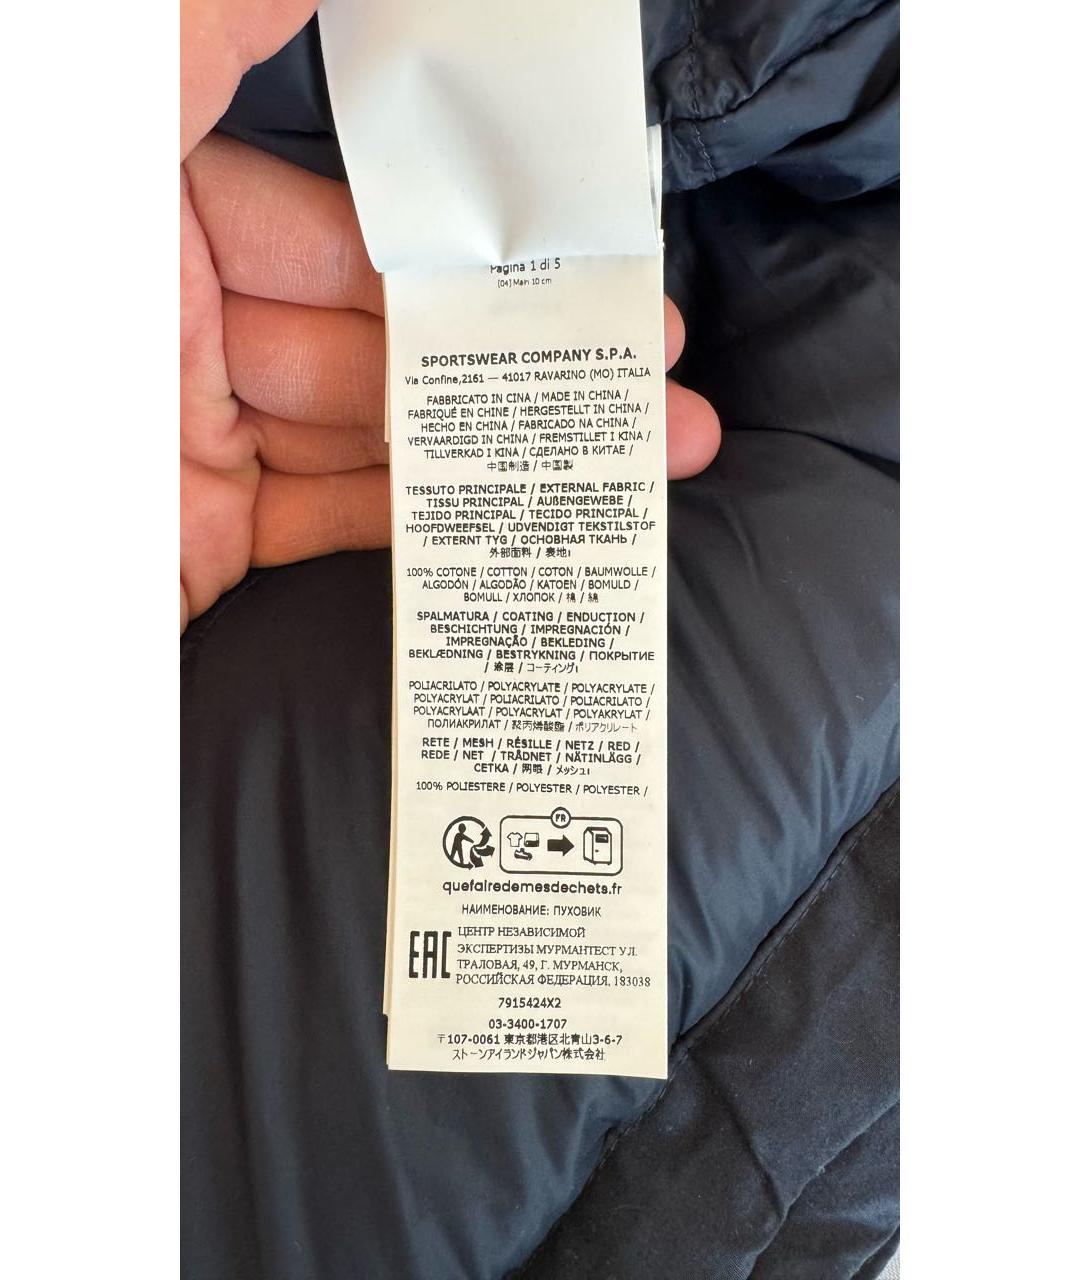 Pagina 1 di 5
[04] Main 10 cm
SPORTSWEAR COMPANY S.P.A.
Via Confine,2161 — 41017 RAVARINO (MO) ITALIA
FABBRICATO IN CINA / MADE IN CHINA /
FABRIQUÉ EN CHINE / HERGESTELLT IN CHINA /
HECHO EN CHINA / FABRICADO NA CHINA /
VERVAARDIGD IN CHINA / FREMSTILLET I KINA /
TILLVERKAD I KINA / СДЕЛАНО В КИТАЕ /
中国制造 / 中国製
TESSUTO PRINCIPALE / EXTERNAL FABRIC /
TISSU PRINCIPAL / AUßENGEWEBE /
TEJIDO PRINCIPAL / TECIDO PRINCIPAL /
HOOFDWEEFSEL / UDVENDIGT TEKSTILSTOF
/ EXTERNT TYG / ОСНОВНАЯ ТКАНЬ /
外部面料 / 表地:
100% COTONE / COTTON / COTON / BAUMWOLLE /
ALGODÓN / ALGODÃO / KATOEN / BOMULD /
BOMULL / ХЛОПОК / 棉 / 綿
SPALMATURA / COATING / ENDUCTION /
BESCHICHTUNG / IMPREGNACIÓN /
IMPREGNAÇÃO / BEKLEDING /
BEKLÆDNING / BESTRYKNING / ПОКРЫТИЕ
/ 涂层 / コーティング:
POLIACRILATO / POLYACRYLATE / POLYACRYLATE /
POLYACRYLAT / POLIACRILATO / POLIACRILATO /
POLYACRYLAAT / POLYACRYLAT / POLYAKRYLAT /
ПОЛИАКРИЛАТ / 聚丙烯酸酯 / ポリアクリレート
RETE / MESH / RÉSILLE / NETZ / RED /
REDE / NET / TRÅDNET / NÄTINLÄGG /
СЕТКА / 网眼 / メッシュ:
100% POLIESTERE / POLYESTER / POLYESTER /
FR
quefairedemesdechets.fr
НАИМЕНОВАНИЕ: ПУХОВИК
EAC ЦЕНТР НЕЗАВИСИМОЙ
ЭКСПЕРТИЗЫ МУРМАНТЕСТ УЛ.
ТРАЛОВАЯ, 49, Г. МУРМАНСК,
РОССИЙСКАЯ ФЕДЕРАЦИЯ, 183038
7915424X2
03-3400-1707
〒107-0061 東京都港区北青山3-6-7
ストーンアイランドジャパン株式会社